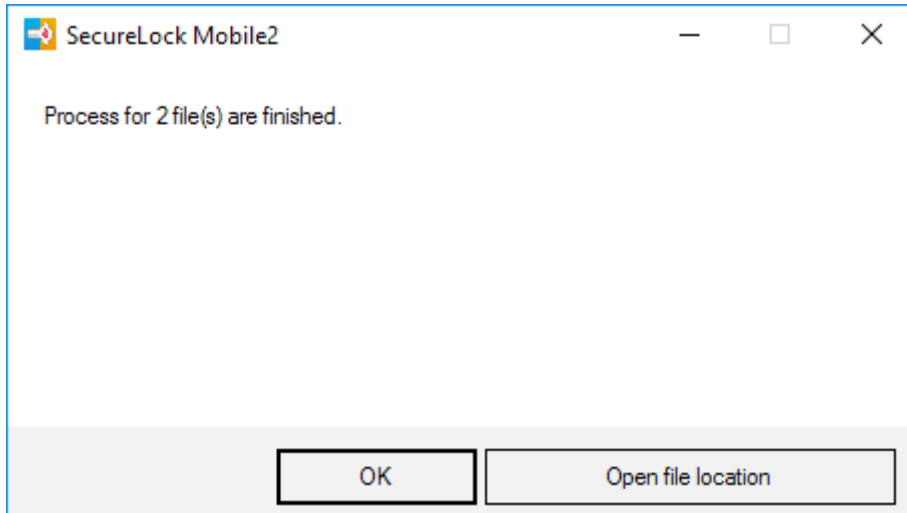 SecureLock Mobile2
Process for 2 file(s) are finished.
OK
Open file location